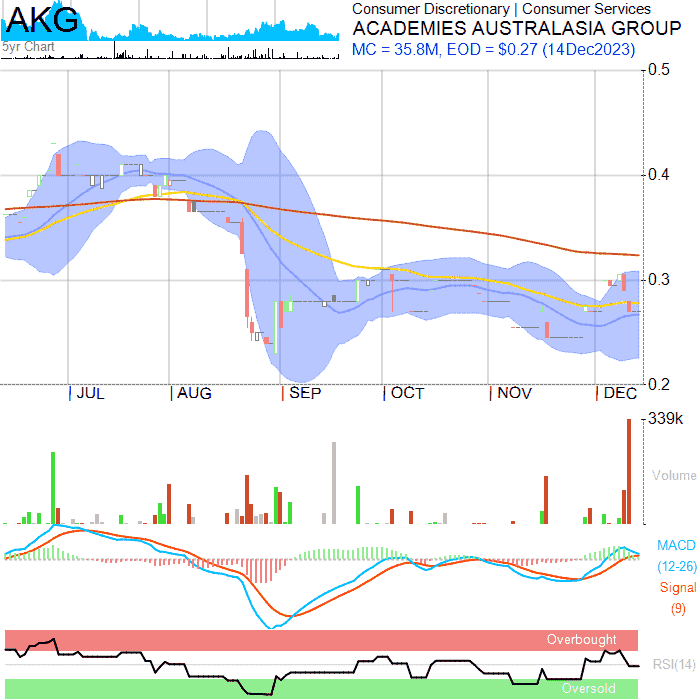 AKG
5yr Chart
Consumer Discretionary | Consumer Services
ACADEMIES AUSTRALASIA GROUP
MC = 35.8M, EOD = $0.27 (14Dec2023)
0.5
0.4
0.3
0.2
JUL AUG SEP OCT NOV DEC
339k
Volume
MACD
(12-26)
Signal
(9)
Overbought
RSI(14)
Oversold